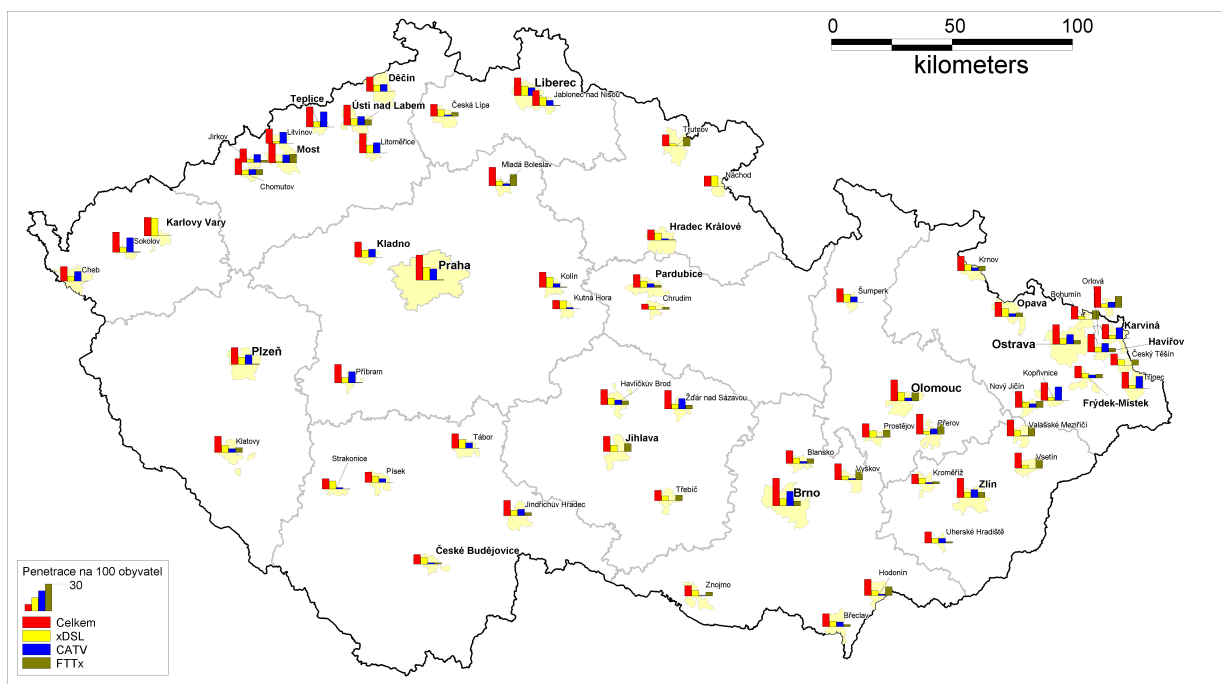 0 50 100
kilometers
Děčín
Liberec
Teplice
Jablonec nad Nisou
Ústí nad Labem
Česká Lípa
Jirkov
Litvínov
Litoměřice
Trutnov
Most
Mladá Boleslav
Chomutov
Náchod
Karlovy Vary
Hradec Králové
Sokolov
Kladno
Praha
Cheb
Krnov
Pardubice
Kolín
Orlová
Šumperk
Bohumín
Kutná Hora
Chrudim
Opava
Karviná
Ostrava
Havířov
Plzeň
Český Těšín
Příbram
Kopřivnice
Třinec
Havlíčkův Brod
Olomouc
Nový Jičín
Žďár nad Sázavou
Frýdek-Místek
Valašské Meziříčí
Prostějov
Přerov
Klatovy
Tábor
Jihlava
Blansko
Vsetín
Strakonice
Písek
Vyškov
Kroměříž
Třebíč
Brno
Zlín
Jindřichův Hradec
Uherské Hradiště
České Budějovice
Hodonín
Znojmo
Břeclav
Penetrace na 100 obyvatel
30
Celkem
xDSL
CATV
FTTx